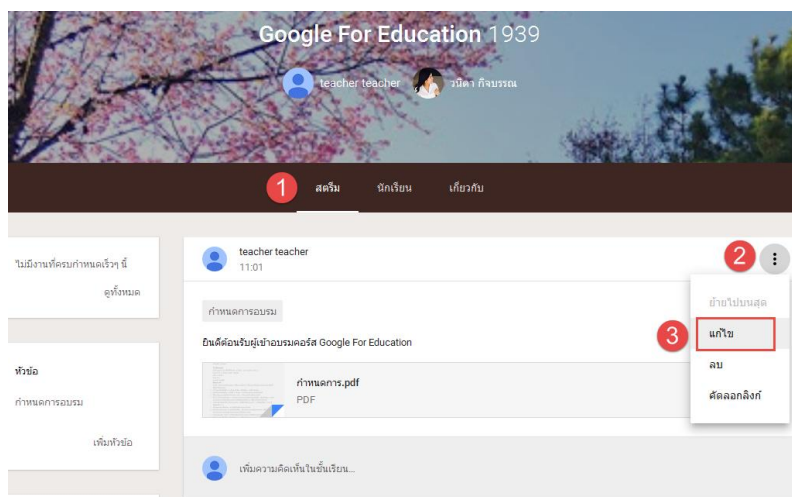 Google For Education 1939
teacher teacher วนิดา กิจบรรณ
1 สตรีม นักเรียน เกี่ยวกับ
ไม่มีงานที่ครบกำหนดเร็วๆ นี้
ดูทั้งหมด
หัวข้อ
กำหนดการอบรม
เพิ่มหัวข้อ
teacher teacher
11:01
2
กำหนดการอบรม
ยินดีต้อนรับผู้เข้าอบรมคอร์ส Google For Education
กำหนดการ.pdf
PDF
ย้ายไปบนสุด
3 แก้ไข
ลบ
คัดลอกลิงก์
เพิ่มความคิดเห็นในชั้นเรียน...